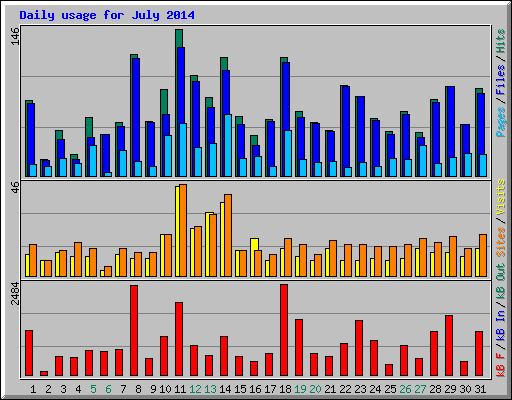 Daily usage for July 2014
146
Pages / Files / Hits
46
Sites / Visits
2484
kB F / kB In / kB Out
1 2 3 4 5 6 7 8 9 10 11 12 13 14 15 16 17 18 19 20 21 22 23 24 25 26 27 28 29 30 31